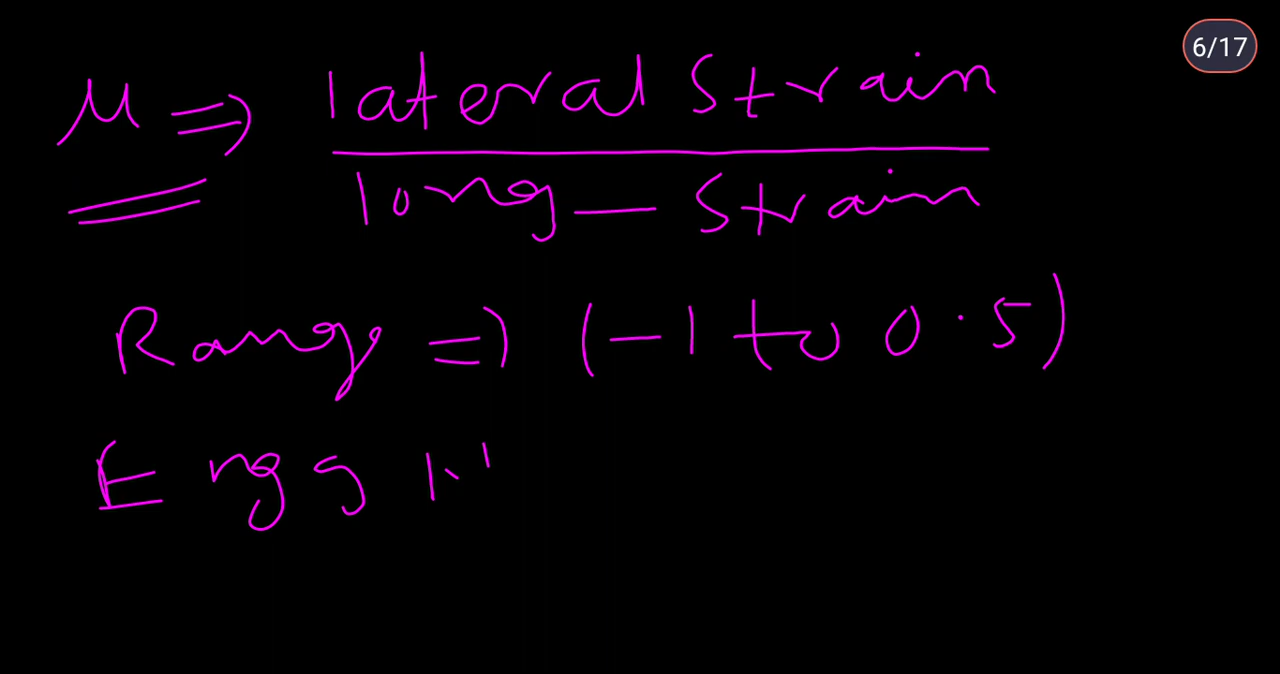 6/17
μ ⇒ lateral Strain
long — Strain
Range ⇒ (-1 to 0.5)
Engg